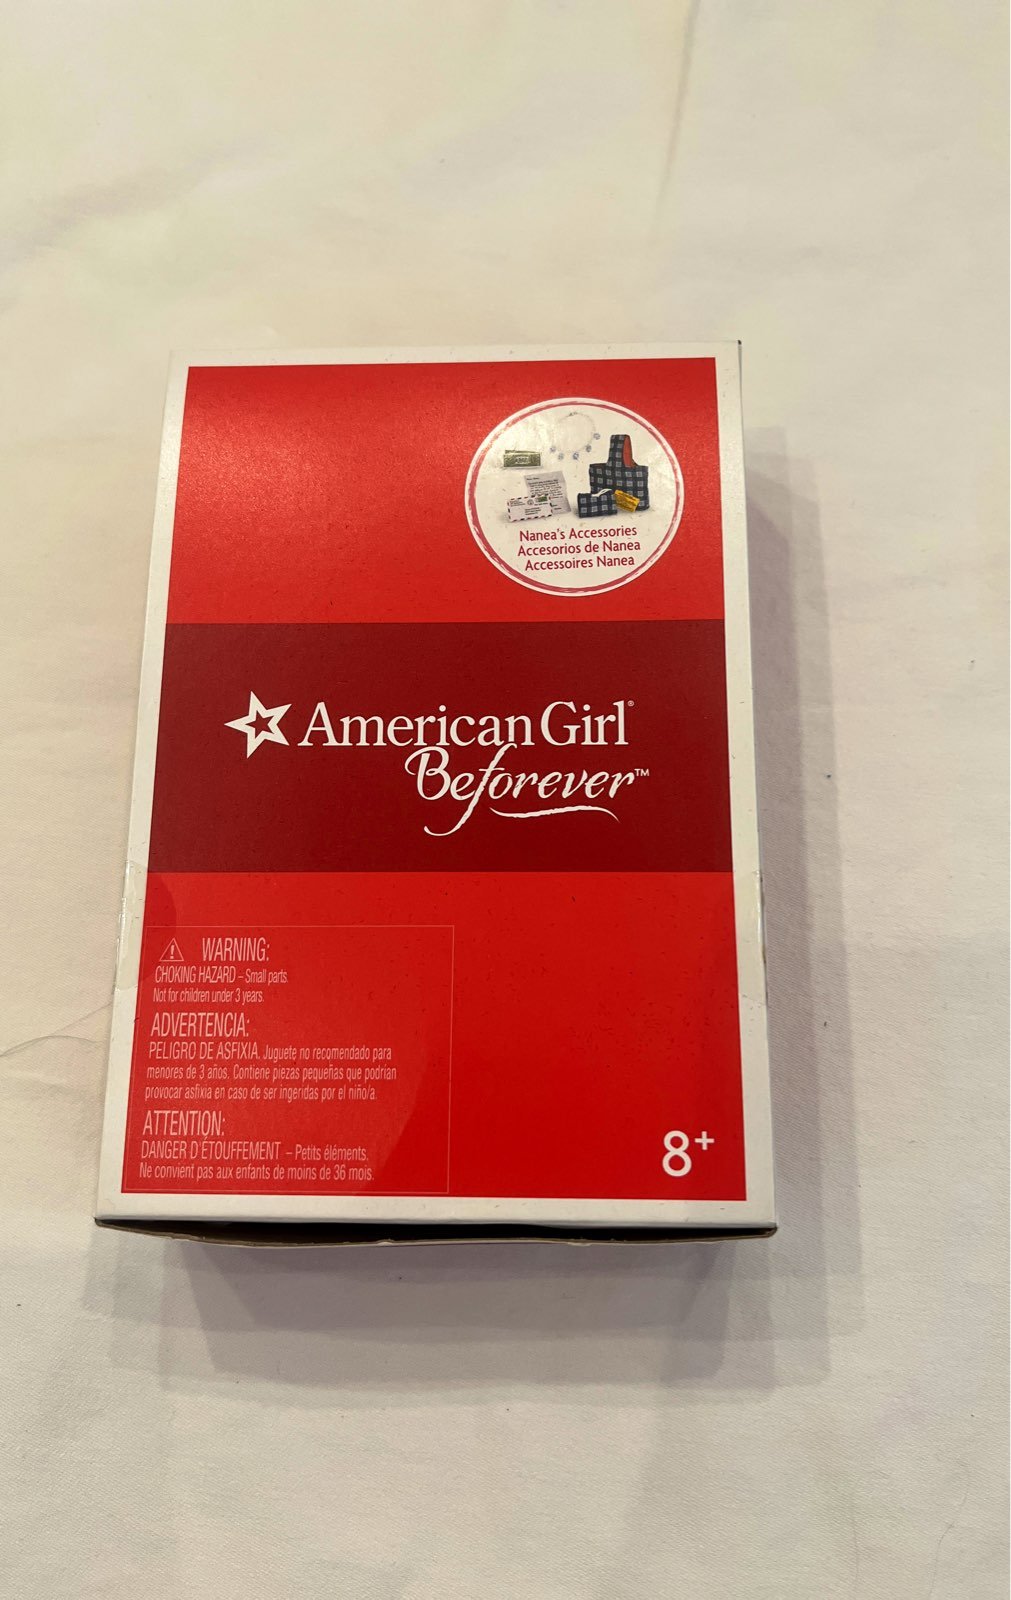 Nanea's Accessories
Accesorios de Nanea
Accessoires Nanea
American Girl®
Beforever™
WARNING:
CHOKING HAZARD – Small parts.
Not for children under 3 years.
ADVERTENCIA:
PELIGRO DE ASFIXIA. Juguete no recomendado para
menores de 3 años. Contiene piezas pequeñas que podrían
provocar asfixia en caso de ser ingeridas por el niño/a.
ATTENTION:
DANGER D'ÉTOUFFEMENT – Petits éléments.
Ne convient pas aux enfants de moins de 36 mois.
8+